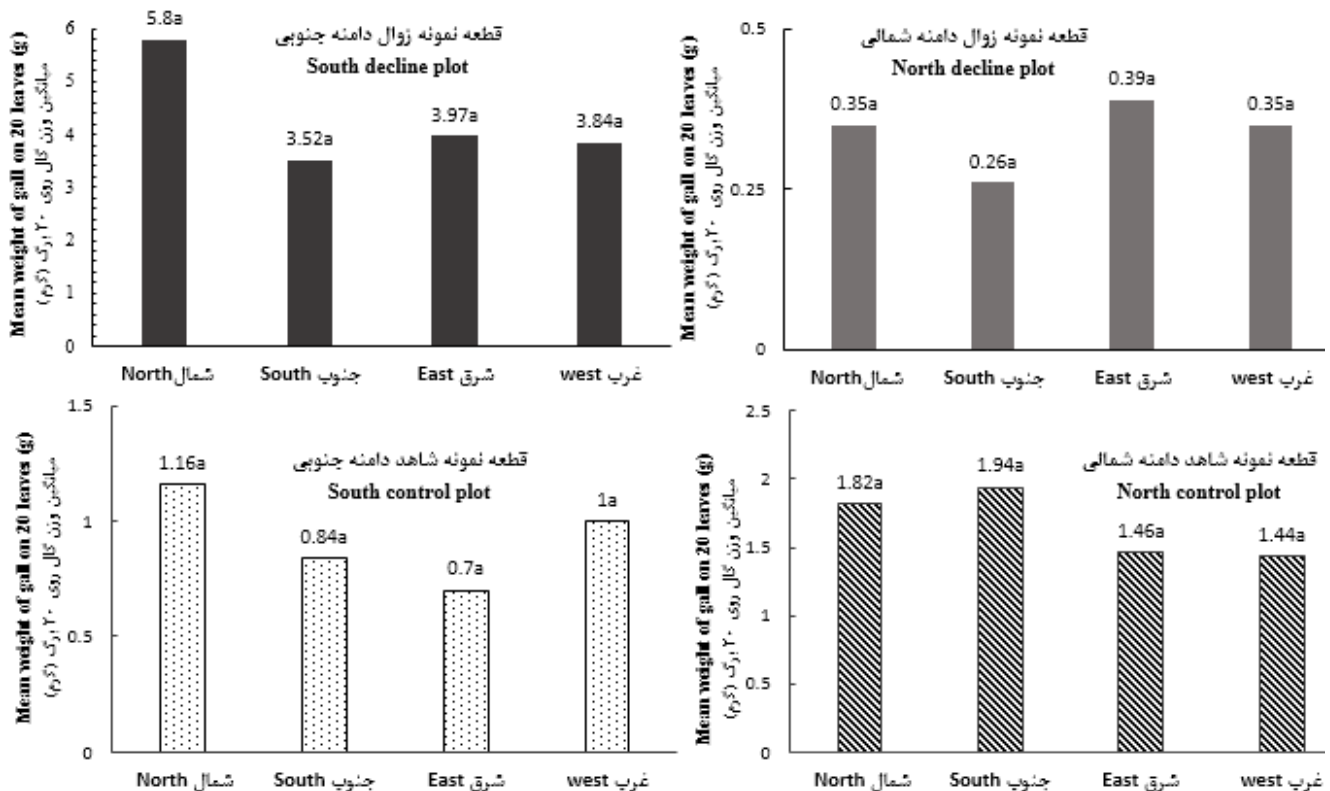 Mean weight of gall on 20 leaves (g)
میانگین وزن گال روی ۲۰ برگ (گرم)
قطعه نمونه زوال دامنه جنوبی
South decline plot
6
5
4
3
2
1
0
5.8a
3.52a
3.97a
3.84a
North شمال
South جنوب
East شرق
west غرب
Mean weight of gall on 20 leaves (g)
میانگین وزن گال روی ۲۰ برگ (گرم)
قطعه نمونه زوال دامنه شمالی
North decline plot
0.5
0.25
0
0.35a
0.26a
0.39a
0.35a
North شمال
South جنوب
East شرق
west غرب
Mean weight of gall on 20 leaves (g)
میانگین وزن گال روی ۲۰ برگ (گرم)
قطعه نمونه شاهد دامنه جنوبی
South control plot
1.5
1
0.5
0
1.16a
0.84a
0.7a
1a
North شمال
South جنوب
East شرق
west غرب
Mean weight of gall on 20 leaves (g)
میانگین وزن گال روی ۲۰ برگ (گرم)
قطعه نمونه شاهد دامنه شمالی
North control plot
2.5
2
1.5
1
0.5
0
1.82a
1.94a
1.46a
1.44a
North شمال
South جنوب
East شرق
west غرب